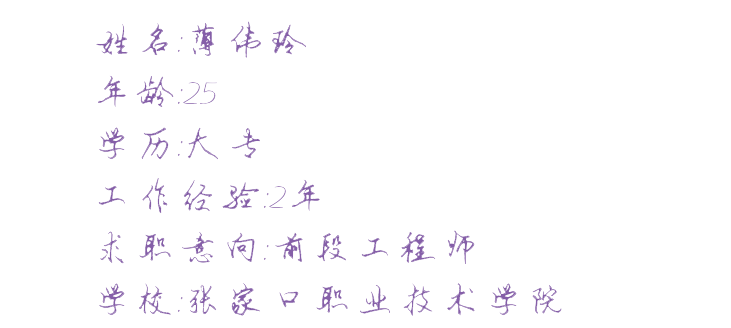 姓名:薄伟玲
年龄:25
学历:大专
工作经验:2年
求职意向:前段工程师
学校:张家口职业技术学院